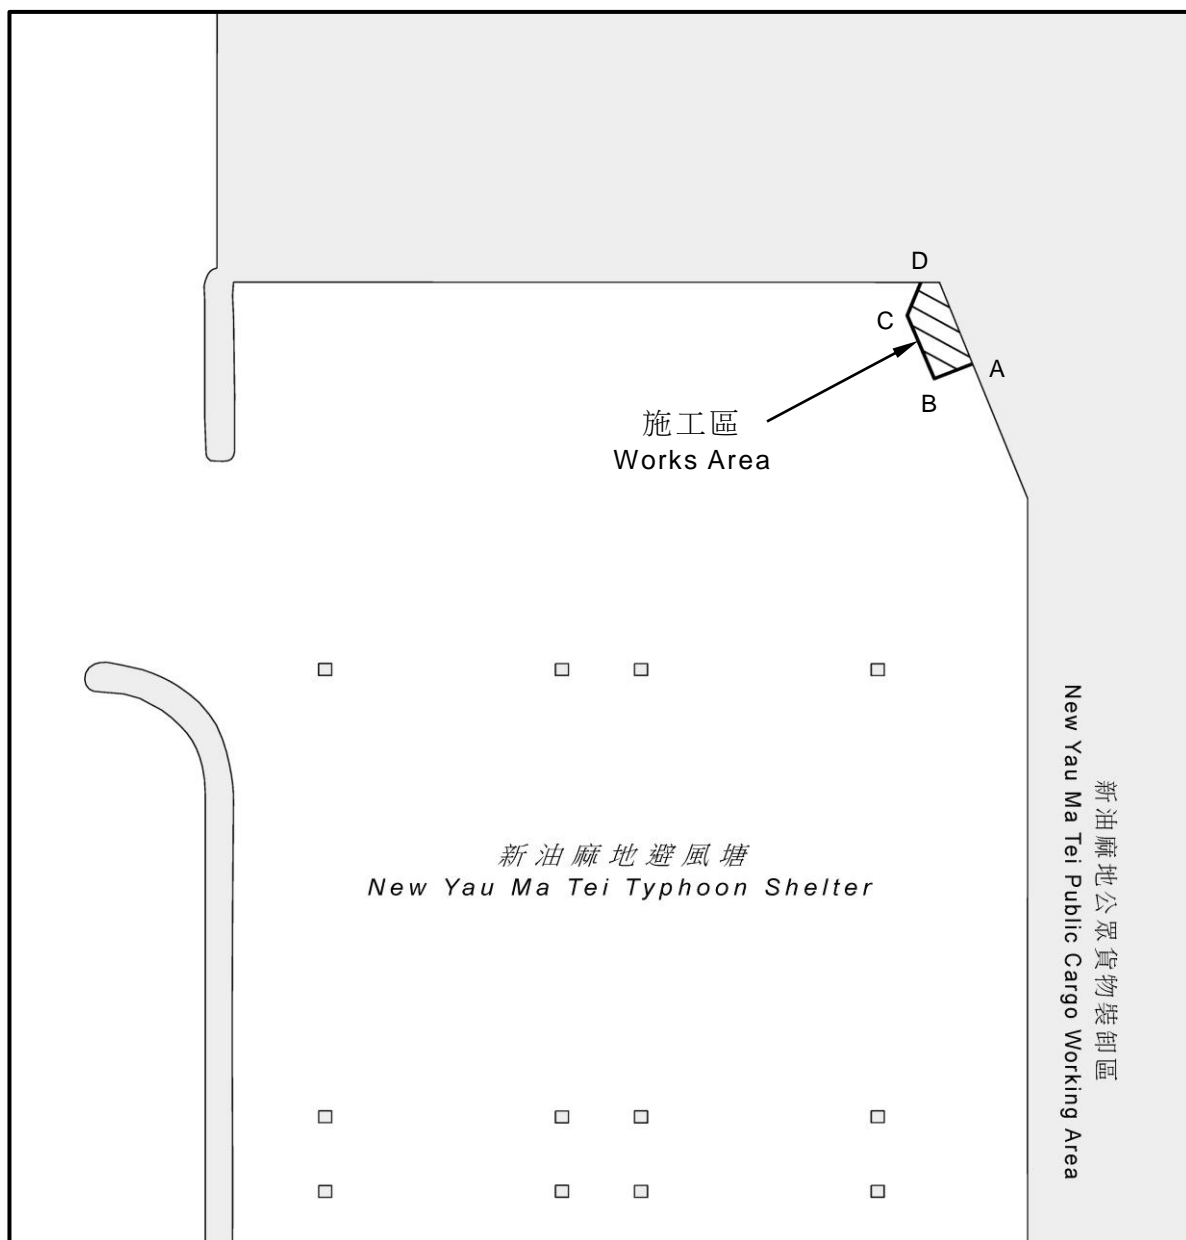 D
C
A
B
施工區
Works Area
新油麻地避風塘
New Yau Ma Tei Typhoon Shelter
新油麻地公眾貨物裝卸區
New Yau Ma Tei Public Cargo Working Area